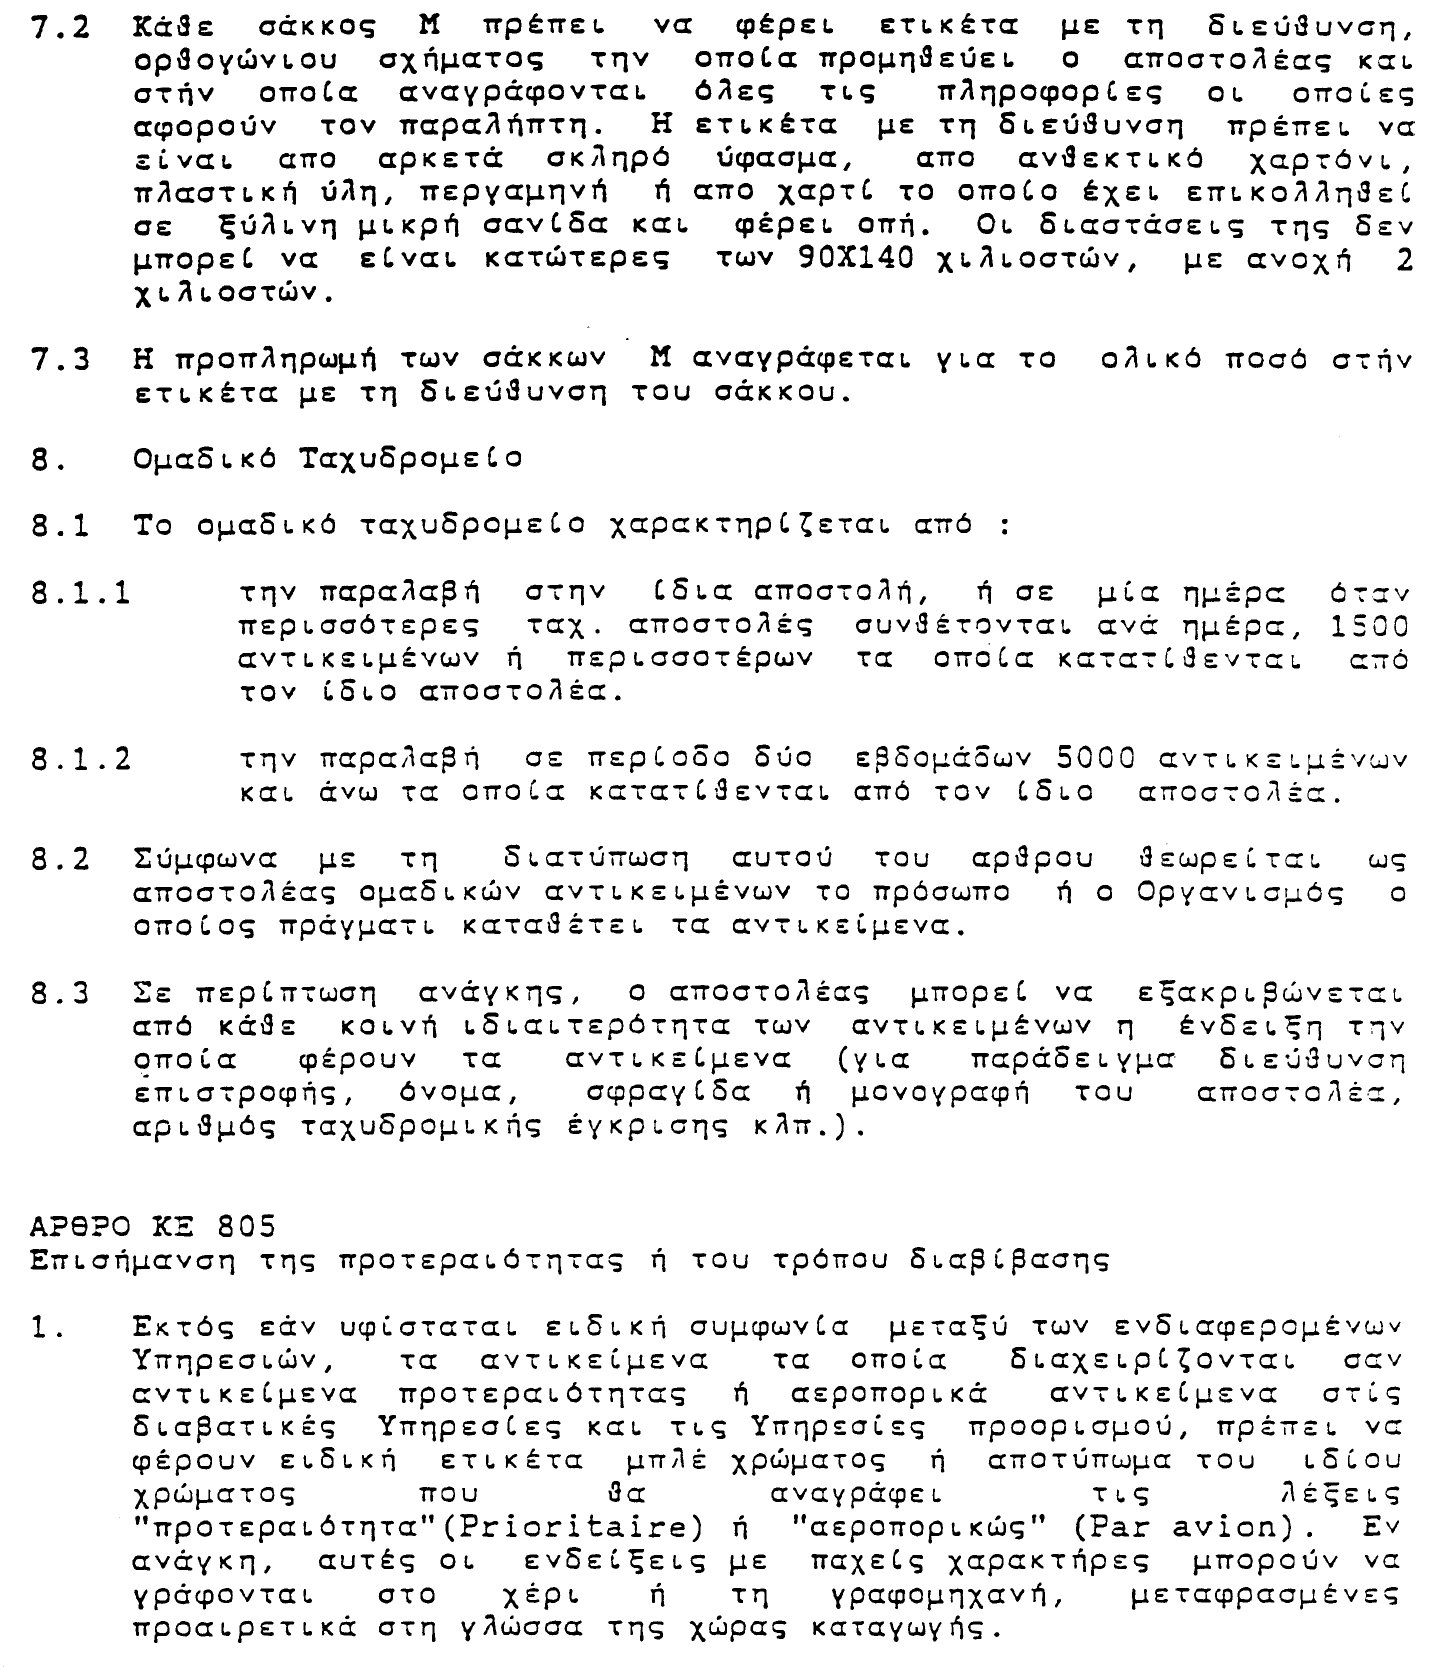 7.2 Κάθε σάκκος Μ πρέπει να φέρει ετικέτα με τη διεύθυνση,
ορθογώνιου σχήματος την οποία προμηθεύει ο αποστολέας και
στήν οποία αναγράφονται όλες τις πληροφορίες οι οποίες
αφορούν τον παραλήπτη. Η ετικέτα με τη διεύθυνση πρέπει να
είναι απο αρκετά σκληρό ύφασμα, απο ανθεκτικό χαρτόνι,
πλαστική ύλη, περγαμηνή ή απο χαρτί το οποίο έχει επικολληθεί
σε ξύλινη μικρή σανίδα και φέρει οπή. Οι διαστάσεις της δεν
μπορεί να είναι κατώτερες των 90Χ140 χιλιοστών, με ανοχή 2
χιλιοστών.
7.3 Η προπληρωμή των σάκκων Μ αναγράφεται για το ολικό ποσό στήν
ετικέτα με τη διεύθυνση του σάκκου.
8. Ομαδικό Ταχυδρομείο
8.1 Το ομαδικό ταχυδρομείο χαρακτηρίζεται από :
8.1.1 την παραλαβή στην ίδια αποστολή, ή σε μία ημέρα όταν
περισσότερες ταχ. αποστολές συνθέτονται ανά ημέρα, 1500
αντικειμένων ή περισσοτέρων τα οποία κατατίθενται από
τον ίδιο αποστολέα.
8.1.2 την παραλαβή σε περίοδο δύο εβδομάδων 5000 αντικειμένων
και άνω τα οποία κατατίθενται από τον ίδιο αποστολέα.
8.2 Σύμφωνα με τη διατύπωση αυτού του αρθρου θεωρείται ως
αποστολέας ομαδικών αντικειμένων το πρόσωπο ή ο Οργανισμός ο
οποίος πράγματι καταθέτει τα αντικείμενα.
8.3 Σε περίπτωση ανάγκης, ο αποστολέας μπορεί να εξακριβώνεται
από κάθε κοινή ιδιαιτερότητα των αντικειμένων η ένδειξη την
οποία φέρουν τα αντικείμενα (για παράδειγμα διεύθυνση
επιστροφής, όνομα, σφραγίδα ή μονογραφή του αποστολέα,
αριθμός ταχυδρομικής έγκρισης κλπ.).
ΑΡΘΡΟ ΚΕ 805
Επισήμανση της προτεραιότητας ή του τρόπου διαβίβασης
1. Εκτός εάν υφίσταται ειδική συμφωνία μεταξύ των ενδιαφερομένων
Υπηρεσιών, τα αντικείμενα τα οποία διαχειρίζονται σαν
αντικείμενα προτεραιότητας ή αεροπορικά αντικείμενα στίς
διαβατικές Υπηρεσίες και τις Υπηρεσίες προορισμού, πρέπει να
φέρουν ειδική ετικέτα μπλέ χρώματος ή αποτύπωμα του ιδίου
χρώματος που θα αναγράφει τις λέξεις
"προτεραιότητα"(Prioritaire) ή "αεροπορικώς" (Par avion). Εν
ανάγκη, αυτές οι ενδείξεις με παχείς χαρακτήρες μπορούν να
γράφονται στο χέρι ή τη γραφομηχανή, μεταφρασμένες
προαιρετικά στη γλώσσα της χώρας καταγωγής.